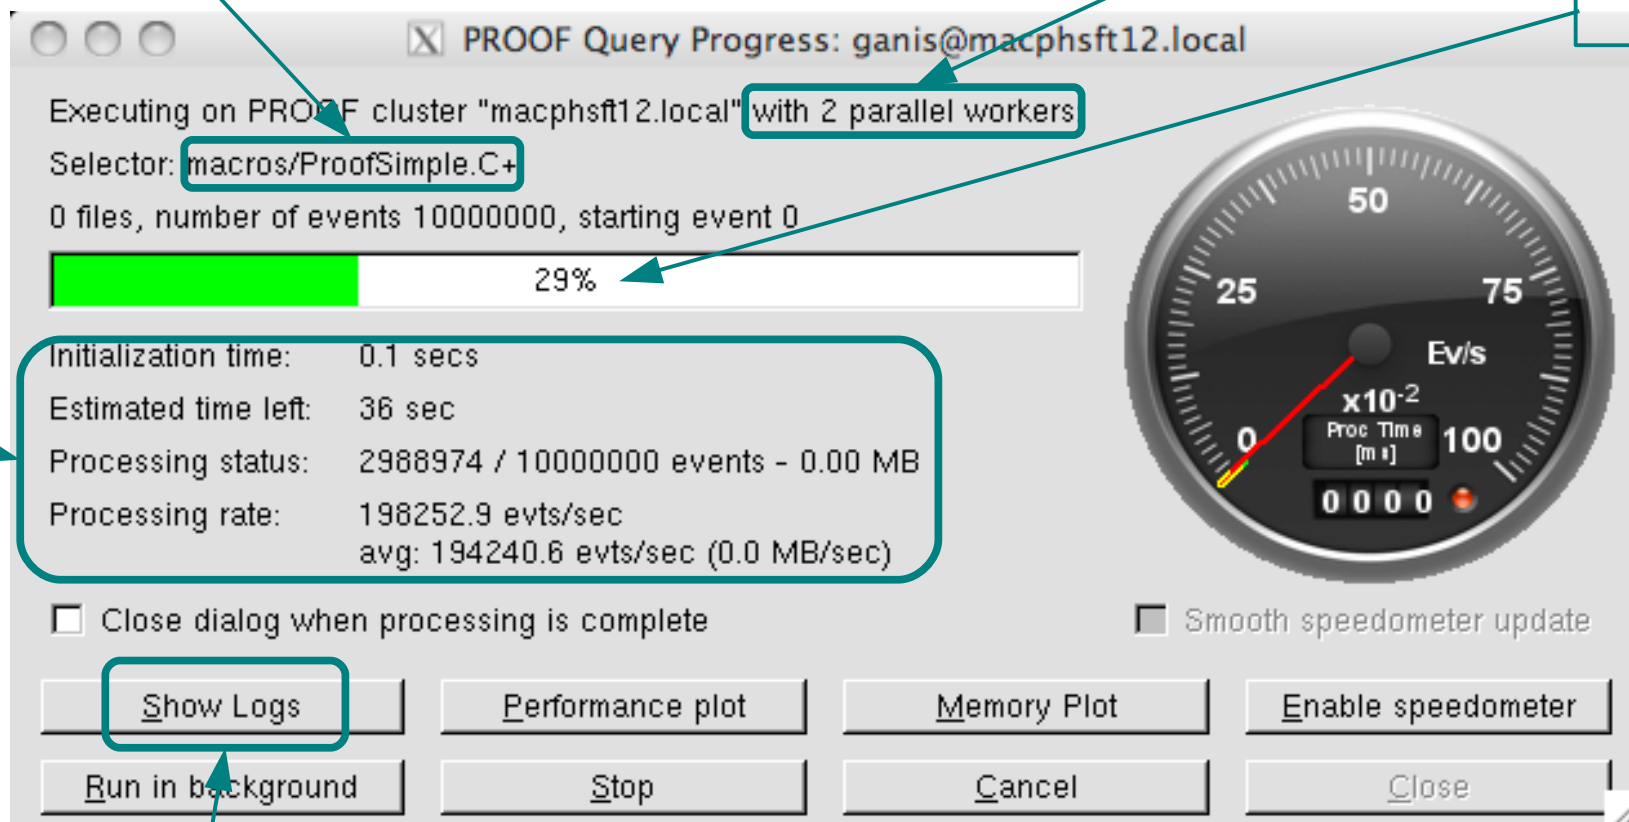 PROOF Query Progress: ganis@macphsft12.local
Executing on PROOF cluster "macphsft12.local" with 2 parallel workers
Selector: macros/ProofSimple.C+
0 files, number of events 10000000, starting event 0
29%
Initialization time: 0.1 secs
Estimated time left: 36 sec
Processing status: 2988974 / 10000000 events - 0.00 MB
Processing rate: 198252.9 evts/sec
avg: 194240.6 evts/sec (0.0 MB/sec)
50
25 75
Ev/s
x10-2
0 Proc Time 100
[ms]
0000
Close dialog when processing is complete Smooth speedometer update
Show Logs Performance plot Memory Plot Enable speedometer
Run in background Stop Cancel Close